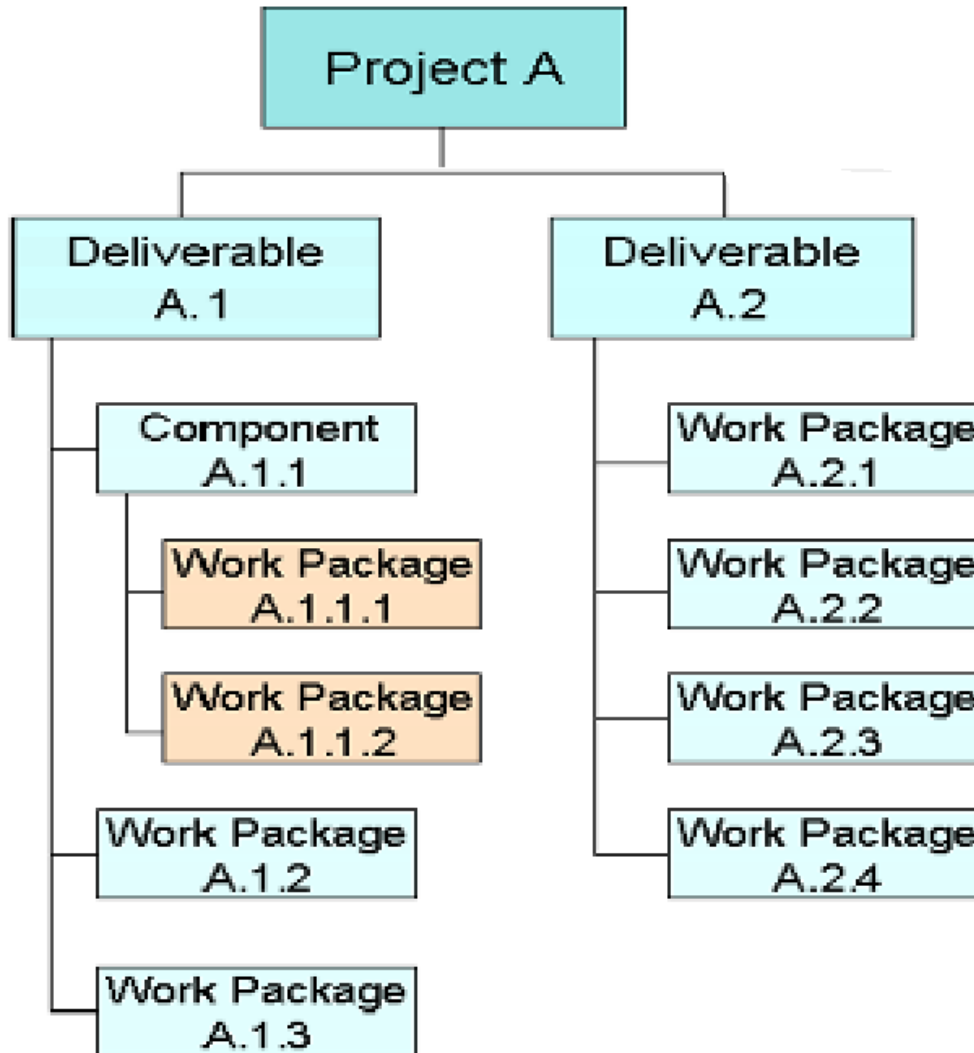 Project A
Deliverable
A.1
Component
A.1.1
Work Package
A.1.1.1
Work Package
A.1.1.2
Work Package
A.1.2
Work Package
A.1.3
Deliverable
A.2
Work Package
A.2.1
Work Package
A.2.2
Work Package
A.2.3
Work Package
A.2.4